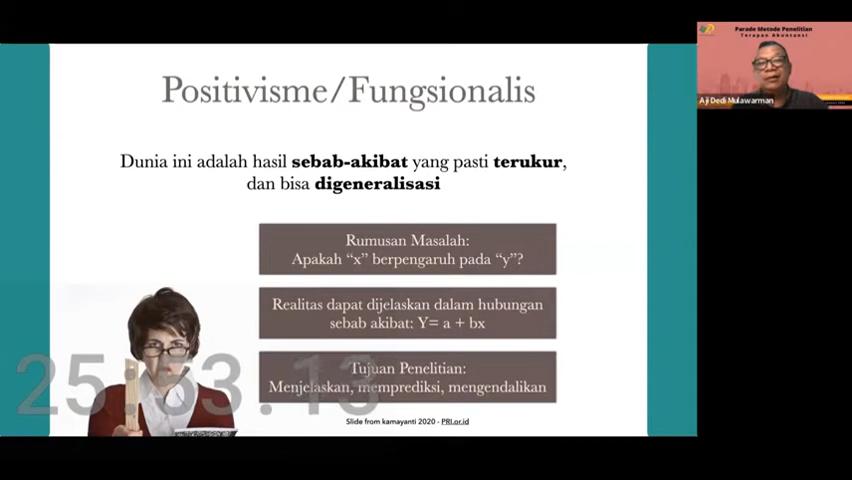 Positivisme/Fungsionalis
Dunia ini adalah hasil sebab-akibat yang pasti terukur,
dan bisa digeneralisasi
Rumusan Masalah:
Apakah “x” berpengaruh pada “y”?
Realitas dapat dijelaskan dalam hubungan
sebab akibat: Y= a + bx
Tujuan Penelitian:
Menjelaskan, memprediksi, mengendalikan
25:53.13
Slide from kamayanti 2020 - PRI.or.id
Parade Metode Penelitian
Terapan Akuntansi
Aji Dedi Mulawarman